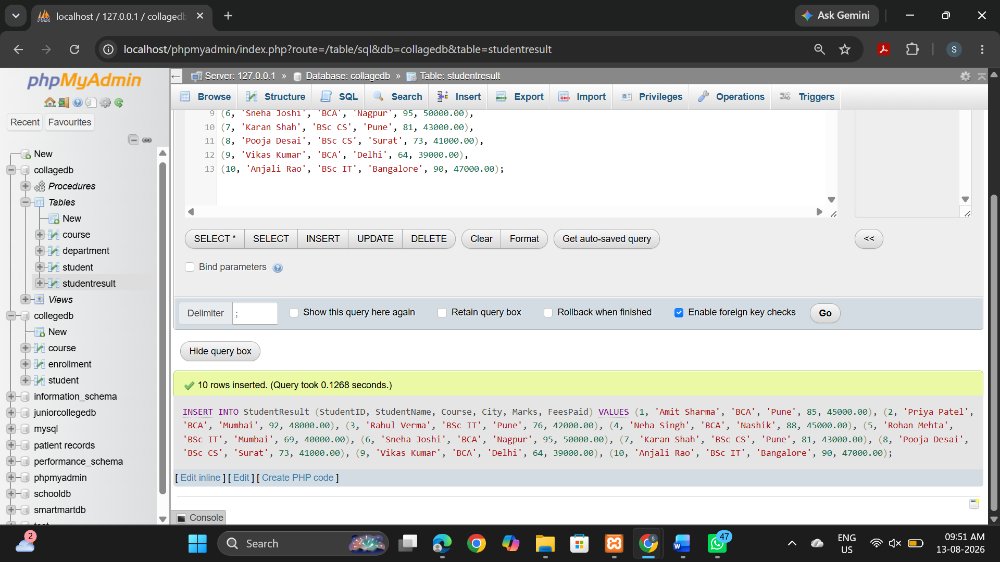 localhost / 127.0.0.1 / collagedb
Ask Gemini
localhost/phpmyadmin/index.php?route=/table/sql&db=collagedb&table=studentresult
S
phpMyAdmin
Recent
Favourites
New
collagedb
Procedures
Tables
New
course
department
student
studentresult
Views
collegedb
New
course
enrollment
student
information_schema
juniorcollegedb
mysql
patient records
performance_schema
phpmyadmin
schooldb
smartmartdb
Server: 127.0.0.1 » Database: collagedb » Table: studentresult
Browse Structure SQL Search Insert Export Import Privileges Operations Triggers
9 (6, 'Sneha Joshi', 'BCA', 'Nagpur', 95, 50000.00),
10 (7, 'Karan Shah', 'BSc CS', 'Pune', 81, 43000.00),
11 (8, 'Pooja Desai', 'BSc CS', 'Surat', 73, 41000.00),
12 (9, 'Vikas Kumar', 'BCA', 'Delhi', 64, 39000.00),
13 (10, 'Anjali Rao', 'BSc IT', 'Bangalore', 90, 47000.00);
SELECT * SELECT INSERT UPDATE DELETE Clear Format Get auto-saved query <<
Bind parameters
Delimiter ; Show this query here again Retain query box Rollback when finished Enable foreign key checks Go
Hide query box
10 rows inserted. (Query took 0.1268 seconds.)
INSERT INTO StudentResult (StudentID, StudentName, Course, City, Marks, FeesPaid) VALUES (1, 'Amit Sharma', 'BCA', 'Pune', 85, 45000.00), (2, 'Priya Patel',
'BCA', 'Mumbai', 92, 48000.00), (3, 'Rahul Verma', 'BSc IT', 'Pune', 76, 42000.00), (4, 'Neha Singh', 'BCA', 'Nashik', 88, 45000.00), (5, 'Rohan Mehta',
'BSc IT', 'Mumbai', 69, 40000.00), (6, 'Sneha Joshi', 'BCA', 'Nagpur', 95, 50000.00), (7, 'Karan Shah', 'BSc CS', 'Pune', 81, 43000.00), (8, 'Pooja Desai',
'BSc CS', 'Surat', 73, 41000.00), (9, 'Vikas Kumar', 'BCA', 'Delhi', 64, 39000.00), (10, 'Anjali Rao', 'BSc IT', 'Bangalore', 90, 47000.00);
[ Edit inline ] [ Edit ] [ Create PHP code ]
Console
2
Search
47
ENG
US
09:51 AM
13-08-2026